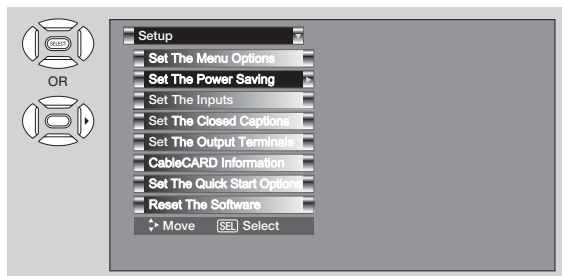 SELECT
OR
Setup
Set The Menu Options
Set The Power Saving
Set The Inputs
Set The Closed Captions
Set The Output Terminals
CableCARD Information
Set The Quick Start Options
Reset The Software
Move SEL Select